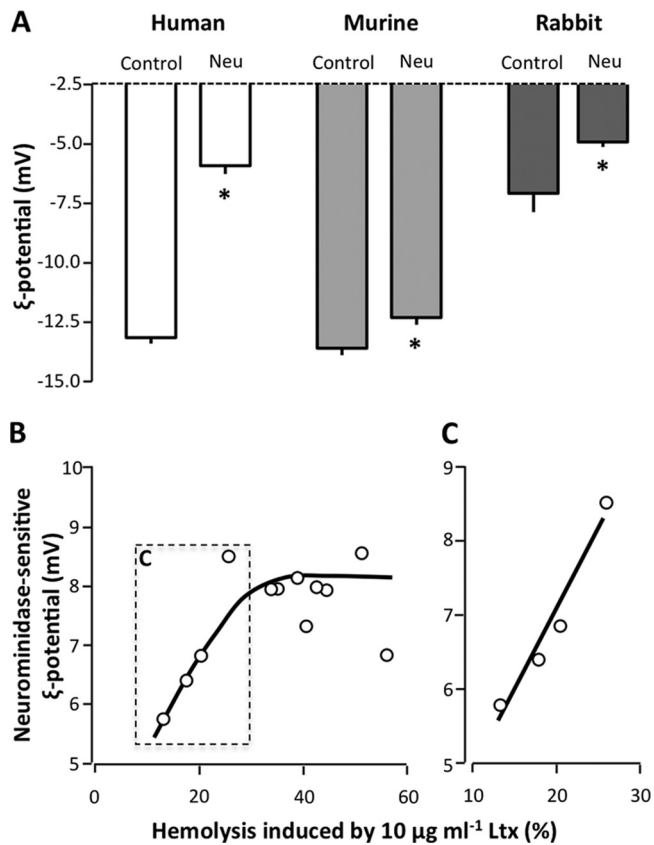 A
Human Murine Rabbit
Control Neu Control Neu Control Neu
-2.5
-5.0
-7.5
-10.0
-12.5
-15.0
ξ-potential (mV)
*
*
*
B
C
10
9
8
7
6
5
Neurominidase-sensitive
ξ-potential (mV)
C
0 20 40 60
9
8
7
6
5
10 20 30
Hemolysis induced by 10 µg ml⁻¹ Ltx (%)